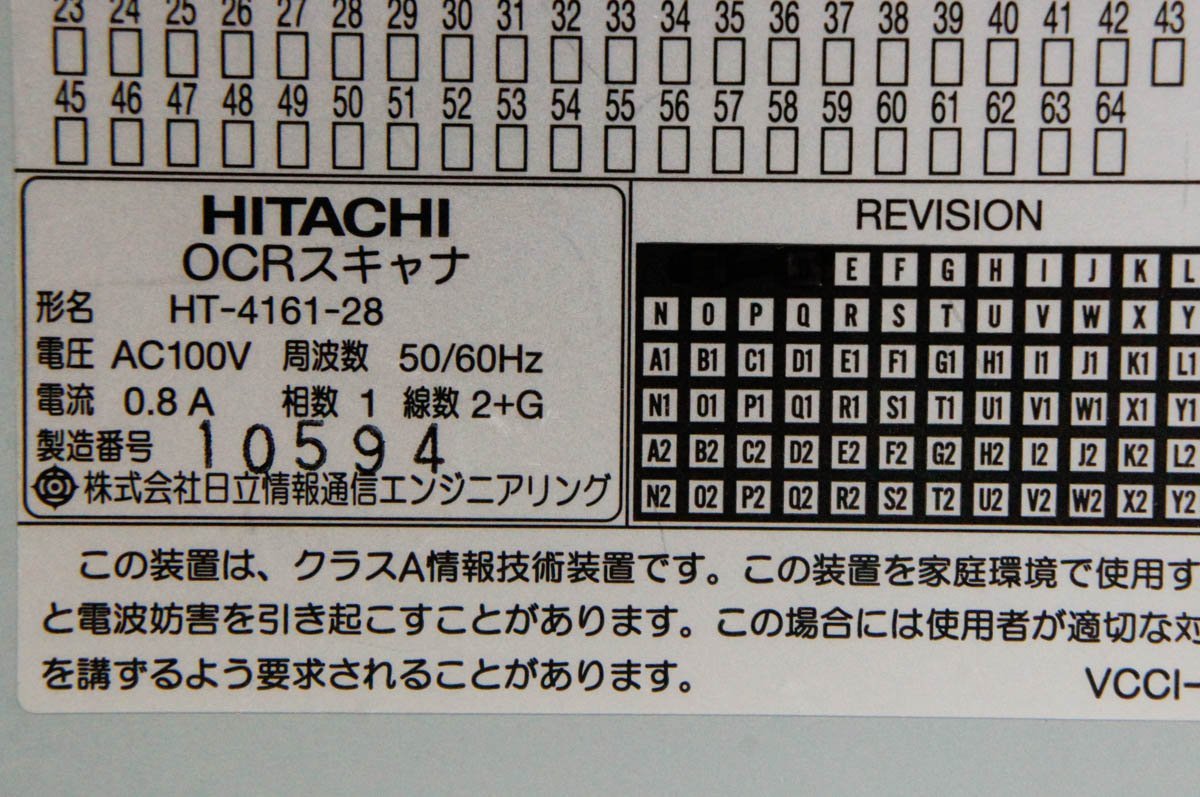 23 24 25 26 27 28 29 30 31 32 33 34 35 36 37 38 39 40 41 42 43
45 46 47 48 49 50 51 52 53 54 55 56 57 58 59 60 61 62 63 64
HITACHI
OCRスキャナ
形名 HT-4161-28
電圧 AC100V 周波数 50/60Hz
電流 0.8A 相数 1 線数 2+G
製造番号 10594
株式会社日立情報通信エンジニアリング
REVISION
E F G H I J K L
N O P Q R S T U V W X Y
A1 B1 C1 D1 E1 F1 G1 H1 I1 J1 K1 L1
N1 O1 P1 Q1 R1 S1 T1 U1 V1 W1 X1 Y1
A2 B2 C2 D2 E2 F2 G2 H2 I2 J2 K2 L2
N2 O2 P2 Q2 R2 S2 T2 U2 V2 W2 X2 Y2
この装置は、クラスA情報技術装置です。この装置を家庭環境で使用す
と電波妨害を引き起こすことがあります。この場合には使用者が適切な対
を講ずるよう要求されることがあります。
VCCI-